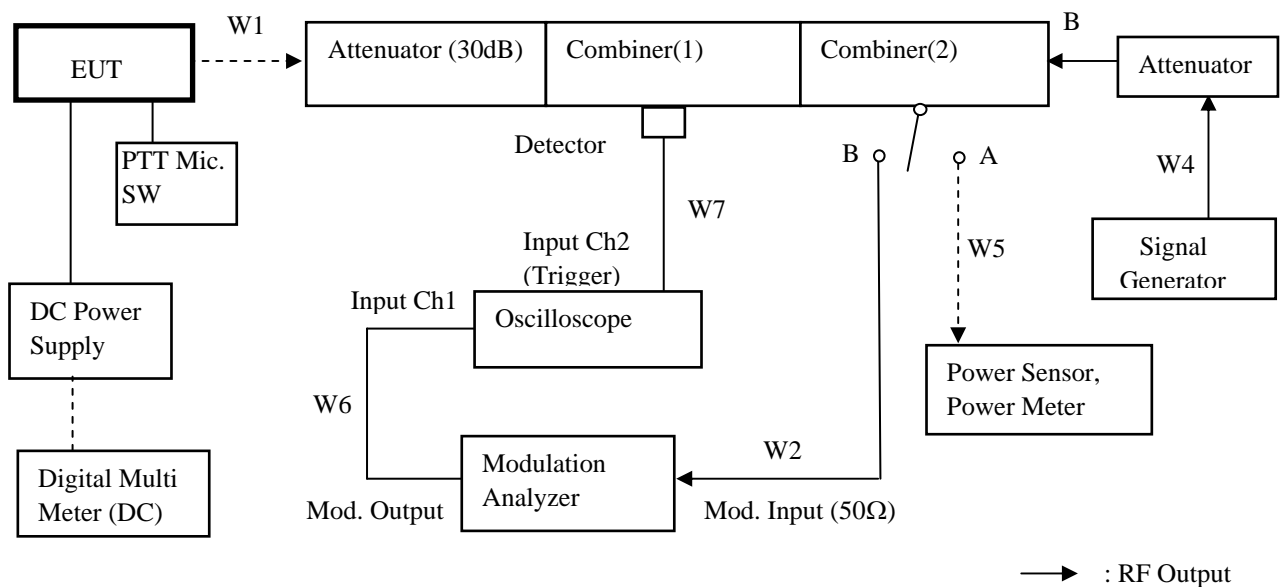 W1
B
EUT
Attenuator (30dB)
Combiner(1)
Combiner(2)
Attenuator
PTT Mic.
SW
Detector
B
A
W4
W7
W5
Input Ch2
(Trigger)
Signal
Generator
Input Ch1
DC Power
Supply
Oscilloscope
Power Sensor,
Power Meter
W6
W2
Digital Multi
Meter (DC)
Modulation
Analyzer
Mod. Output
Mod. Input (50Ω)
: RF Output